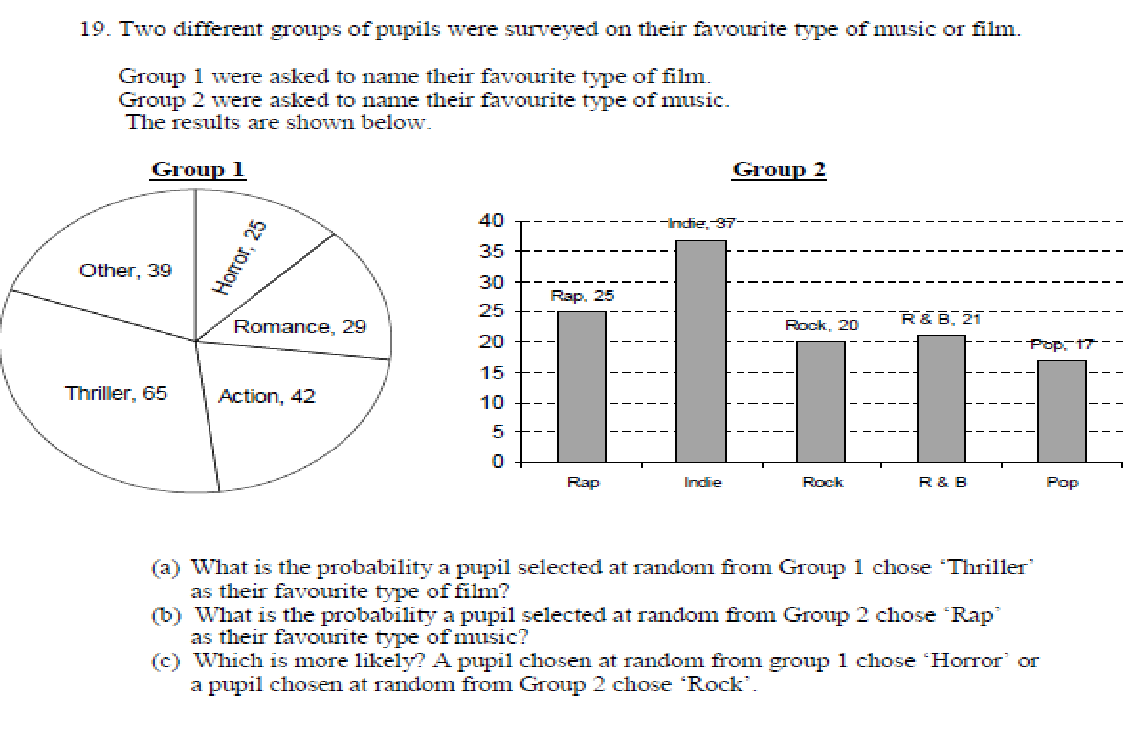 19. Two different groups of pupils were surveyed on their favourite type of music or film.
Group 1 were asked to name their favourite type of film.
Group 2 were asked to name their favourite type of music.
The results are shown below.
Group 1
Other, 39
Horror, 25
Romance, 29
Thriller, 65
Action, 42
Group 2
40
35
30
25
20
15
10
5
0
Rap, 25
Indie, 37
Rock, 20
R & B, 21
Pop, 17
Rap Indie Rock R & B Pop
(a) What is the probability a pupil selected at random from Group 1 chose ‘Thriller’
as their favourite type of film?
(b) What is the probability a pupil selected at random from Group 2 chose ‘Rap’
as their favourite type of music?
(c) Which is more likely? A pupil chosen at random from group 1 chose ‘Horror’ or
a pupil chosen at random from Group 2 chose ‘Rock’.